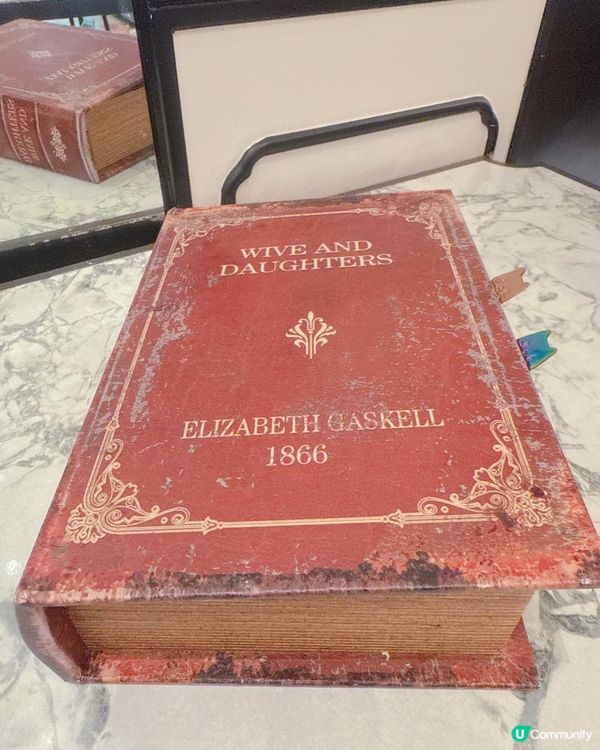 WIVE AND
DAUGHTERS
ELIZABETH GASKELL
1866
U Community